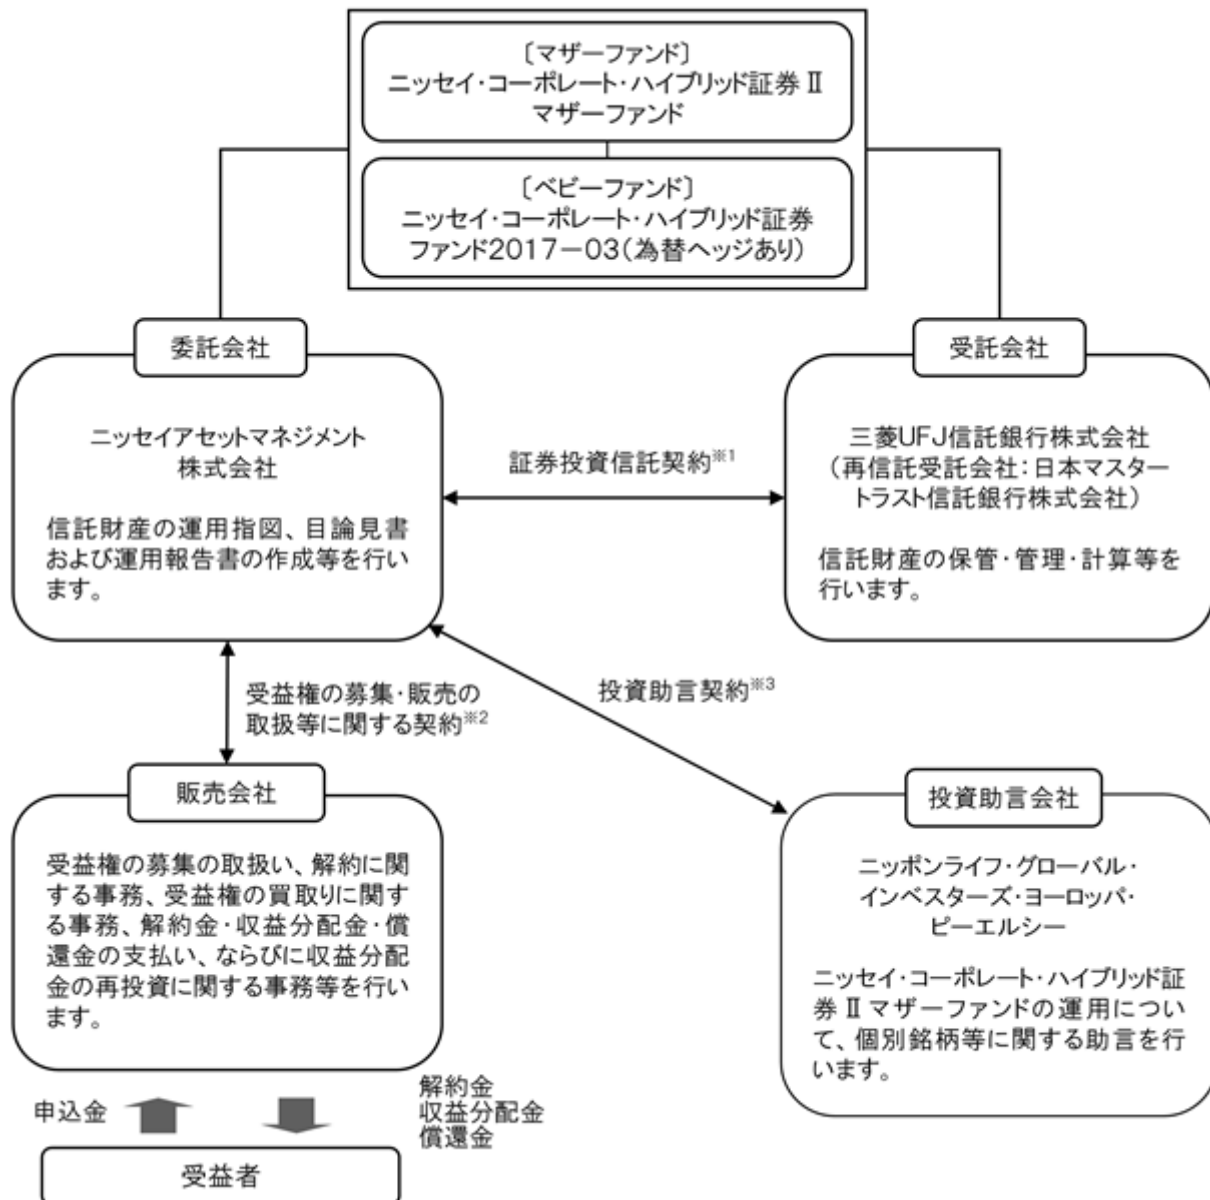 〔マザーファンド〕
ニッセイ・コーポレート・ハイブリッド証券Ⅱ
マザーファンド
〔ベビーファンド〕
ニッセイ・コーポレート・ハイブリッド証券
ファンド2017－03(為替ヘッジあり)
委託会社
ニッセイアセットマネジメント
株式会社
信託財産の運用指図、目論見書
および運用報告書の作成等を行い
ます。
証券投資信託契約※1
受託会社
三菱UFJ信託銀行株式会社
(再信託受託会社：日本マスター
トラスト信託銀行株式会社)
信託財産の保管・管理・計算等を
行います。
受益権の募集・販売の
取扱等に関する契約※2
投資助言契約※3
販売会社
受益権の募集の取扱い、解約に関
する事務、受益権の買取りに関す
る事務、解約金・収益分配金・償
還金の支払い、ならびに収益分配
金の再投資に関する事務等を行い
ます。
投資助言会社
ニッポンライフ・グローバル・
インベスターズ・ヨーロッパ・
ピーエルシー
ニッセイ・コーポレート・ハイブリッド証
券Ⅱマザーファンドの運用につい
て、個別銘柄等に関する助言を行
います。
申込金
解約金
収益分配金
償還金
受益者